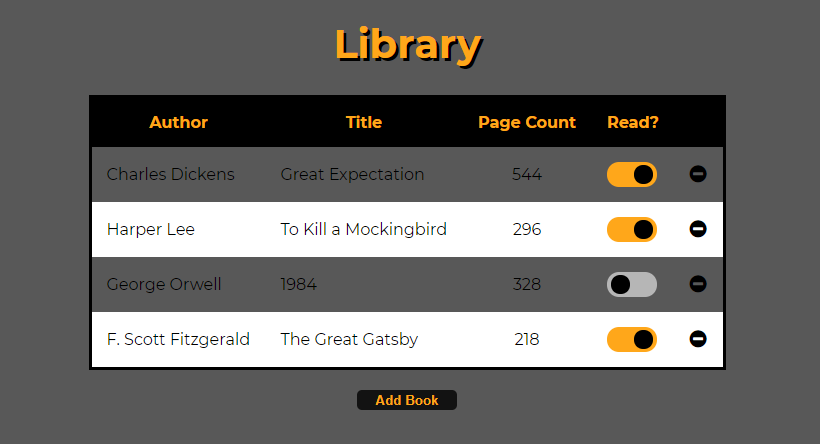 Library
Author Title Page Count Read?
Charles Dickens Great Expectation 544
Harper Lee To Kill a Mockingbird 296
George Orwell 1984 328
F. Scott Fitzgerald The Great Gatsby 218
Add Book